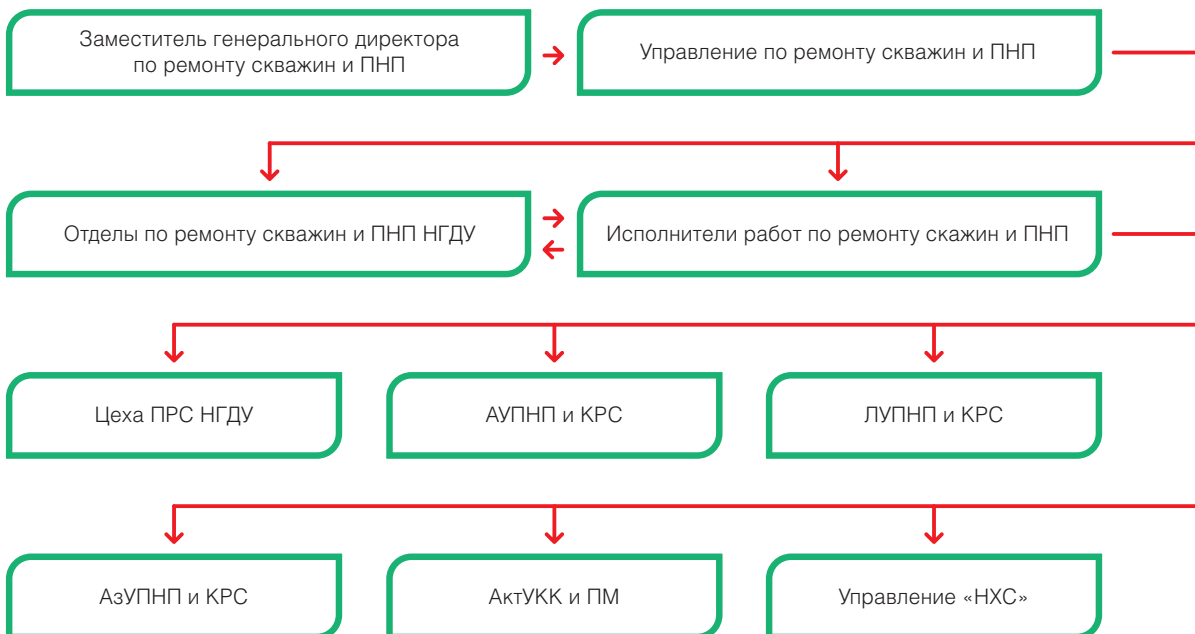 Заместитель генерального директора
по ремонту скважин и ПНП
Управление по ремонту скважин и ПНП
Отделы по ремонту скважин и ПНП НГДУ
Исполнители работ по ремонту скажин и ПНП
Цеха ПРС НГДУ
АУПНП и КРС
ЛУПНП и КРС
АзУПНП и КРС
АктУКК и ПМ
Управление «НХС»